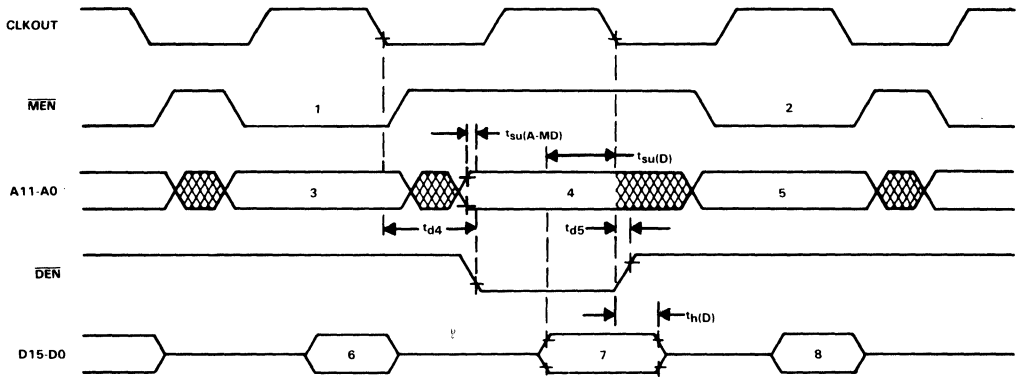 CLKOUT
MEN
1
2
tsu(A-MD)
tsu(D)
A11-A0
3
4
5
td4
td5
DEN
th(D)
D15-D0
6
7
8